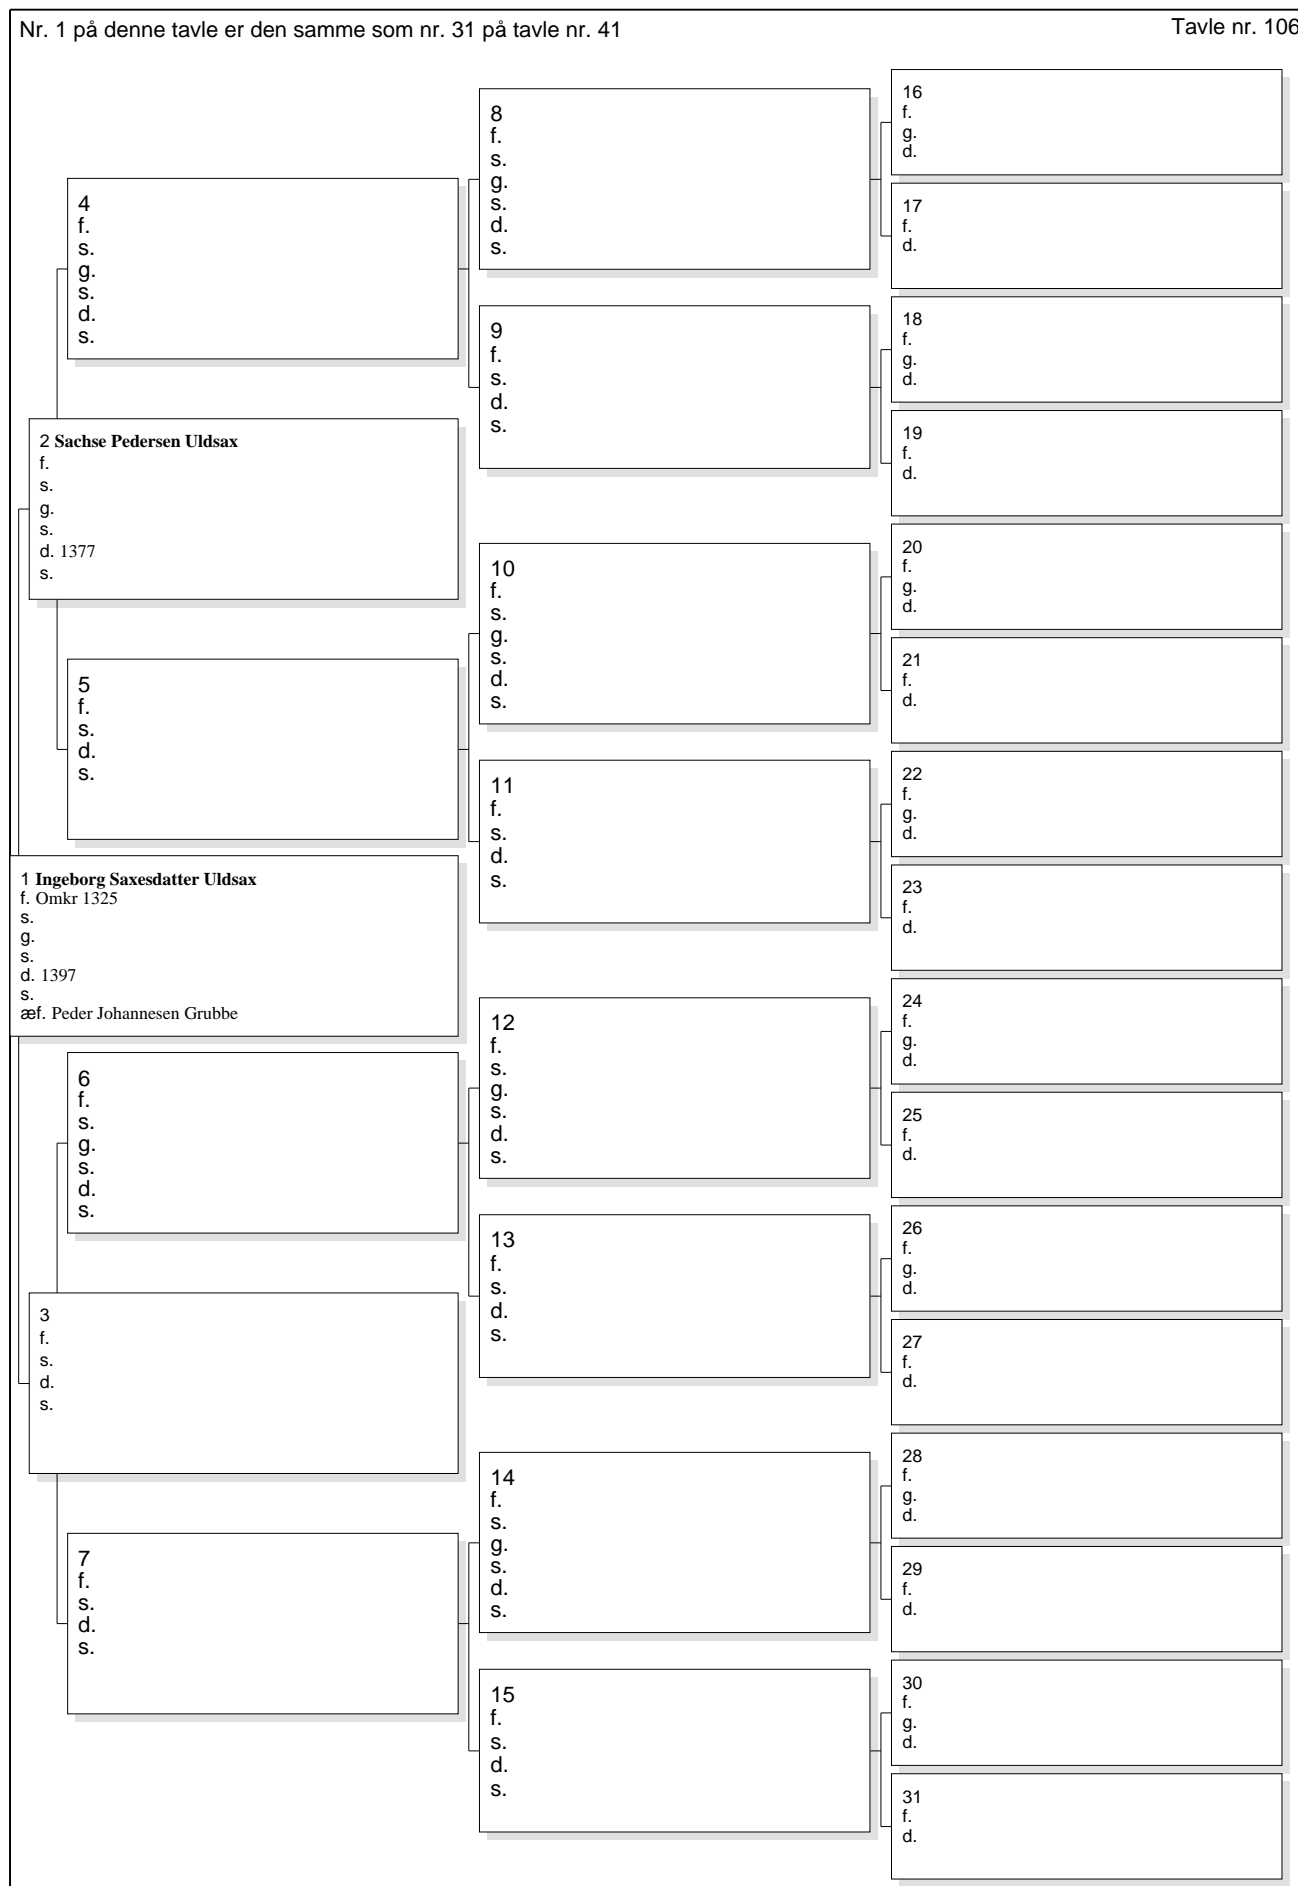 Nr. 1 på denne tavle er den samme som nr. 31 på tavle nr. 41
Tavle nr. 106
4
f.
s.
g.
s.
d.
s.
2 Sachse Pedersen Uldsax
f.
s.
g.
s.
d. 1377
s.
5
f.
s.
d.
s.
1 Ingeborg Saxesdatter Uldsax
f. Omkr 1325
s.
g.
s.
d. 1397
s.
æf. Peder Johannesen Grubbe
6
f.
s.
g.
s.
d.
s.
3
f.
s.
d.
s.
7
f.
s.
d.
s.
8
f.
s.
g.
s.
d.
s.
9
f.
s.
d.
s.
10
f.
s.
g.
s.
d.
s.
11
f.
s.
d.
s.
12
f.
s.
g.
s.
d.
s.
13
f.
s.
d.
s.
14
f.
s.
g.
s.
d.
s.
15
f.
s.
d.
s.
16
f.
g.
d.
17
f.
d.
18
f.
g.
d.
19
f.
d.
20
f.
g.
d.
21
f.
d.
22
f.
g.
d.
23
f.
d.
24
f.
g.
d.
25
f.
d.
26
f.
g.
d.
27
f.
d.
28
f.
g.
d.
29
f.
d.
30
f.
g.
d.
31
f.
d.